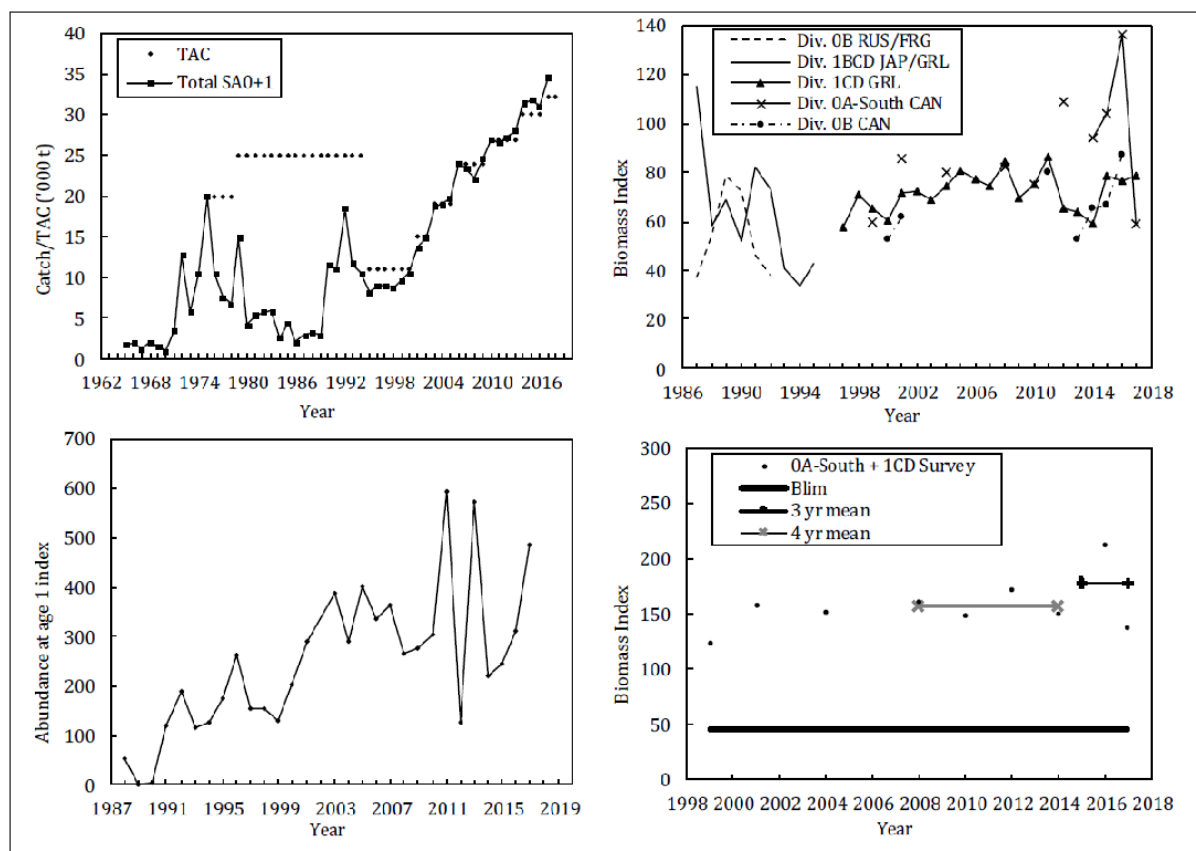 40
35
30
25
20
15
10
5
0
Catch/TAC ('000 t)
TAC
Total SA0+1
1962 1968 1974 1980 1986 1992 1998 2004 2010 2016
Year
140
120
100
80
60
40
20
0
Biomass Index
Div. 0B RUS/FRG
Div. 1BCD JAP/GRL
Div. 1CD GRL
Div. 0A-South CAN
Div. 0B CAN
1986 1990 1994 1998 2002 2006 2010 2014 2018
Year
700
600
500
400
300
200
100
0
Abundance at age 1 index
1987 1991 1995 1999 2003 2007 2011 2015 2019
Year
300
250
200
150
100
50
0
Biomass Index
0A-South + 1CD Survey
Blim
3 yr mean
4 yr mean
1998 2000 2002 2004 2006 2008 2010 2012 2014 2016 2018
Year